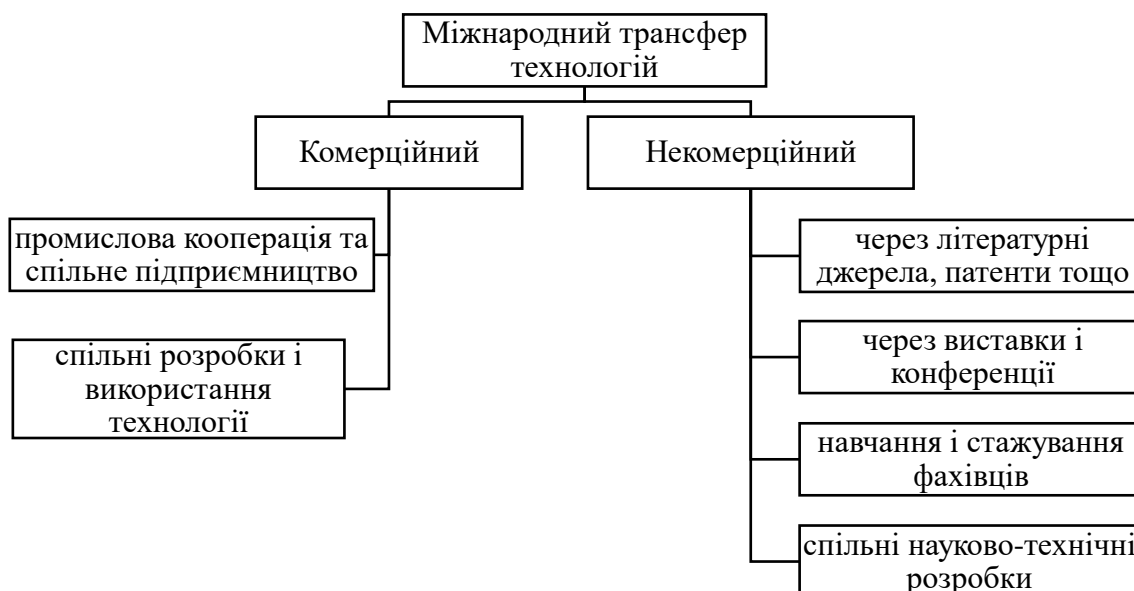 Міжнародний трансфер
технологій
Комерційний
Некомерційний
промислова кооперація та
спільне підприємництво
спільні розробки і
використання
технології
через літературні
джерела, патенти тощо
через виставки і
конференції
навчання і стажування
фахівців
спільні науково-технічні
розробки